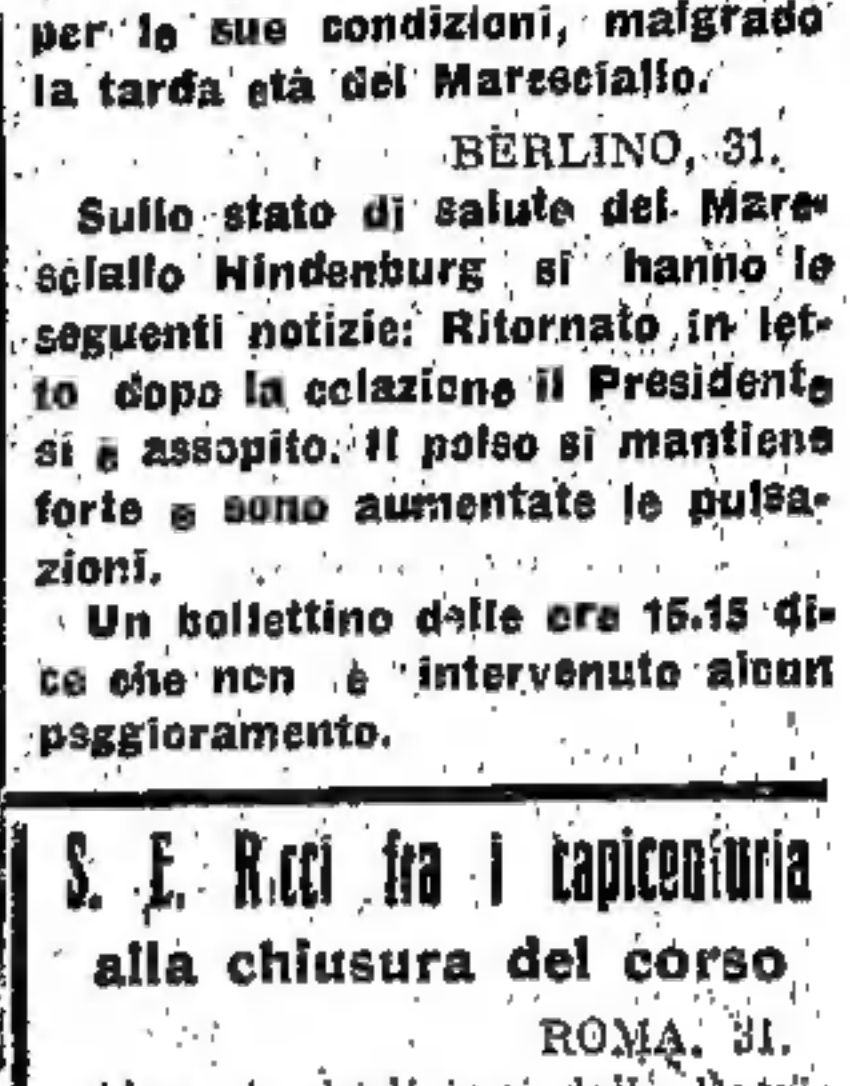 per le sue condizioni, malgrado
la tarda età del Maresciallo.
BERLINO, 31.
Sullo stato di salute del Mare-
sciallo Hindenburg si hanno le
seguenti notizie: Ritornato in let-
to dopo la colazione il Presidente
si è assopito. Il polso si mantiene
forte e sono aumentate le pulsa-
zioni.
Un bollettino delle ore 15.15 di-
ce che non è intervenuto alcun
peggioramento.
S. E. Ricci fra i capicenturia
alla chiusura del corso
ROMA, 31.